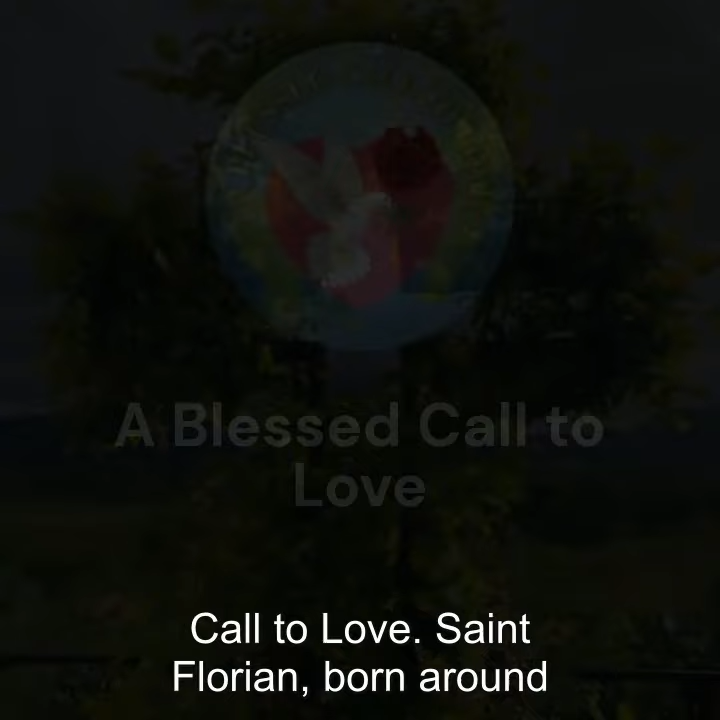 A Blessed Call to
Love
Call to Love. Saint
Florian, born around